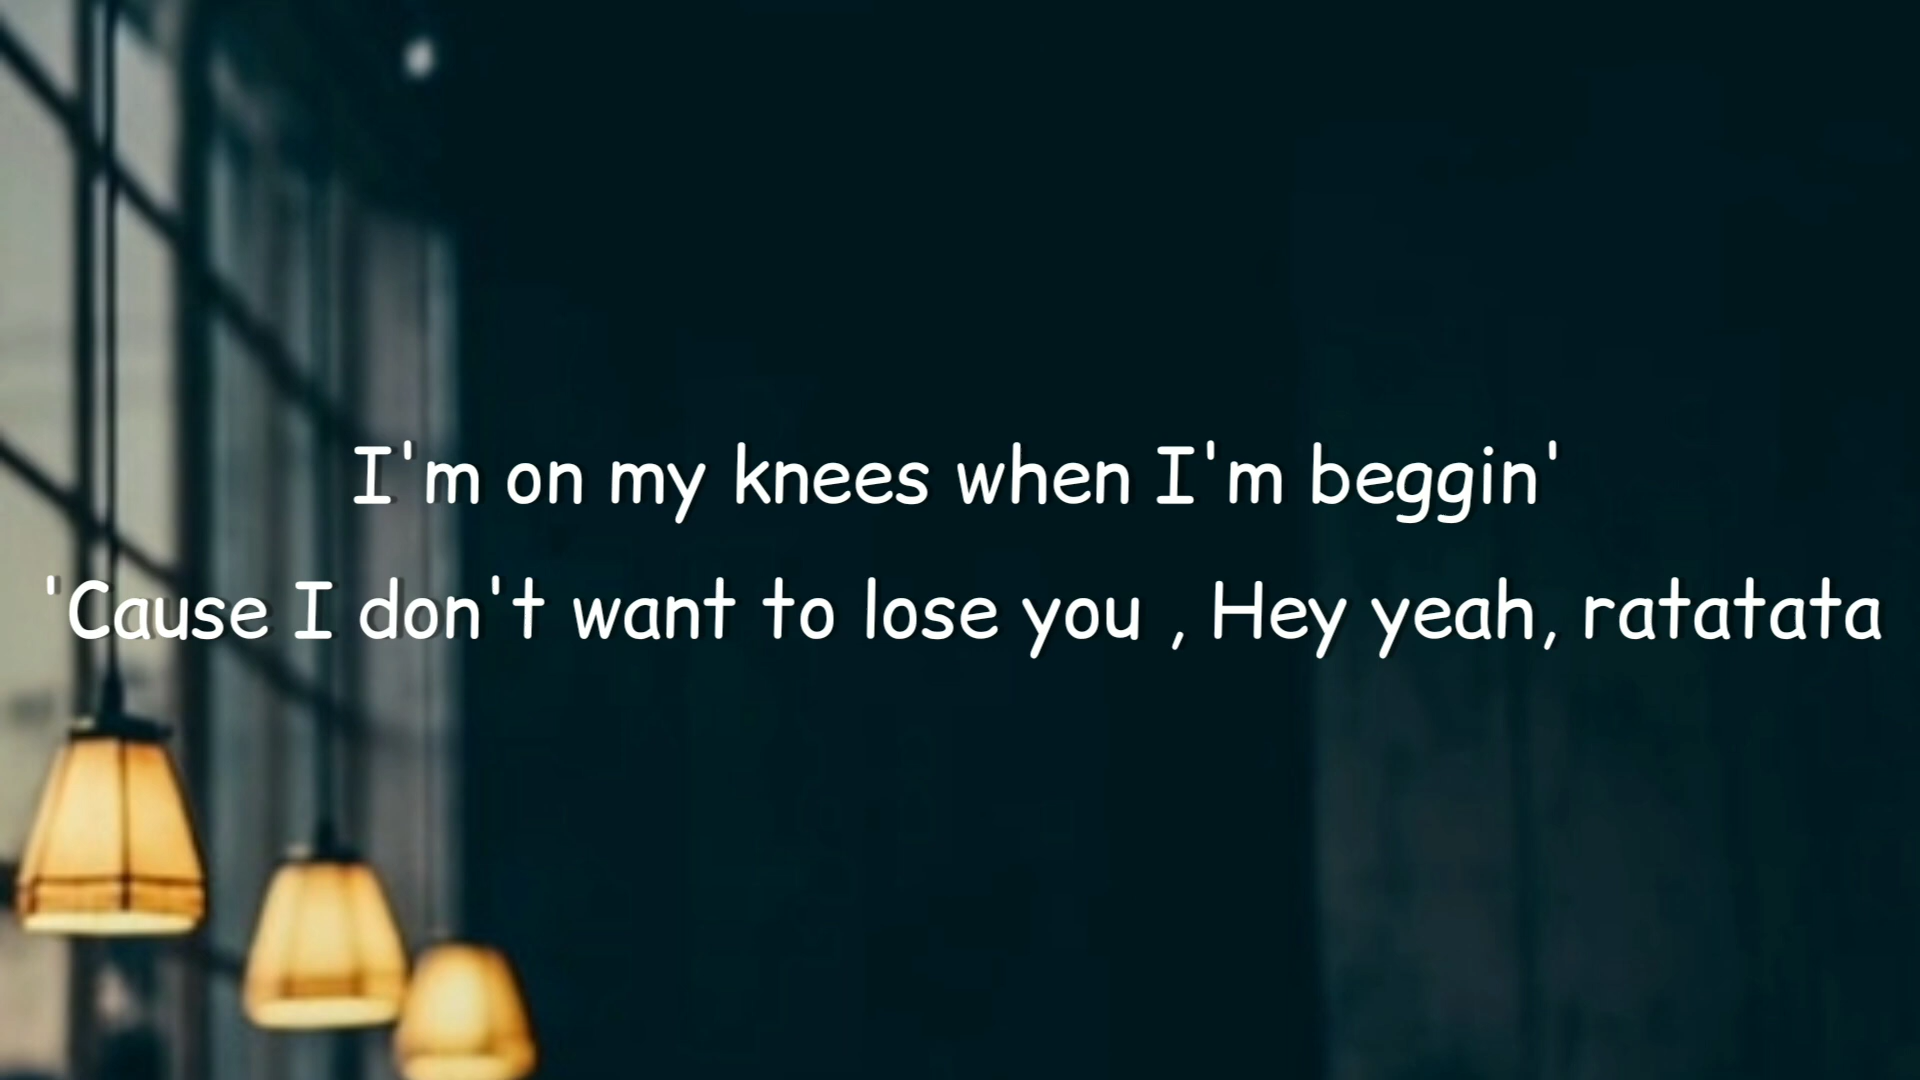 I'm on my knees when I'm beggin'
'Cause I don't want to lose you , Hey yeah, ratatata